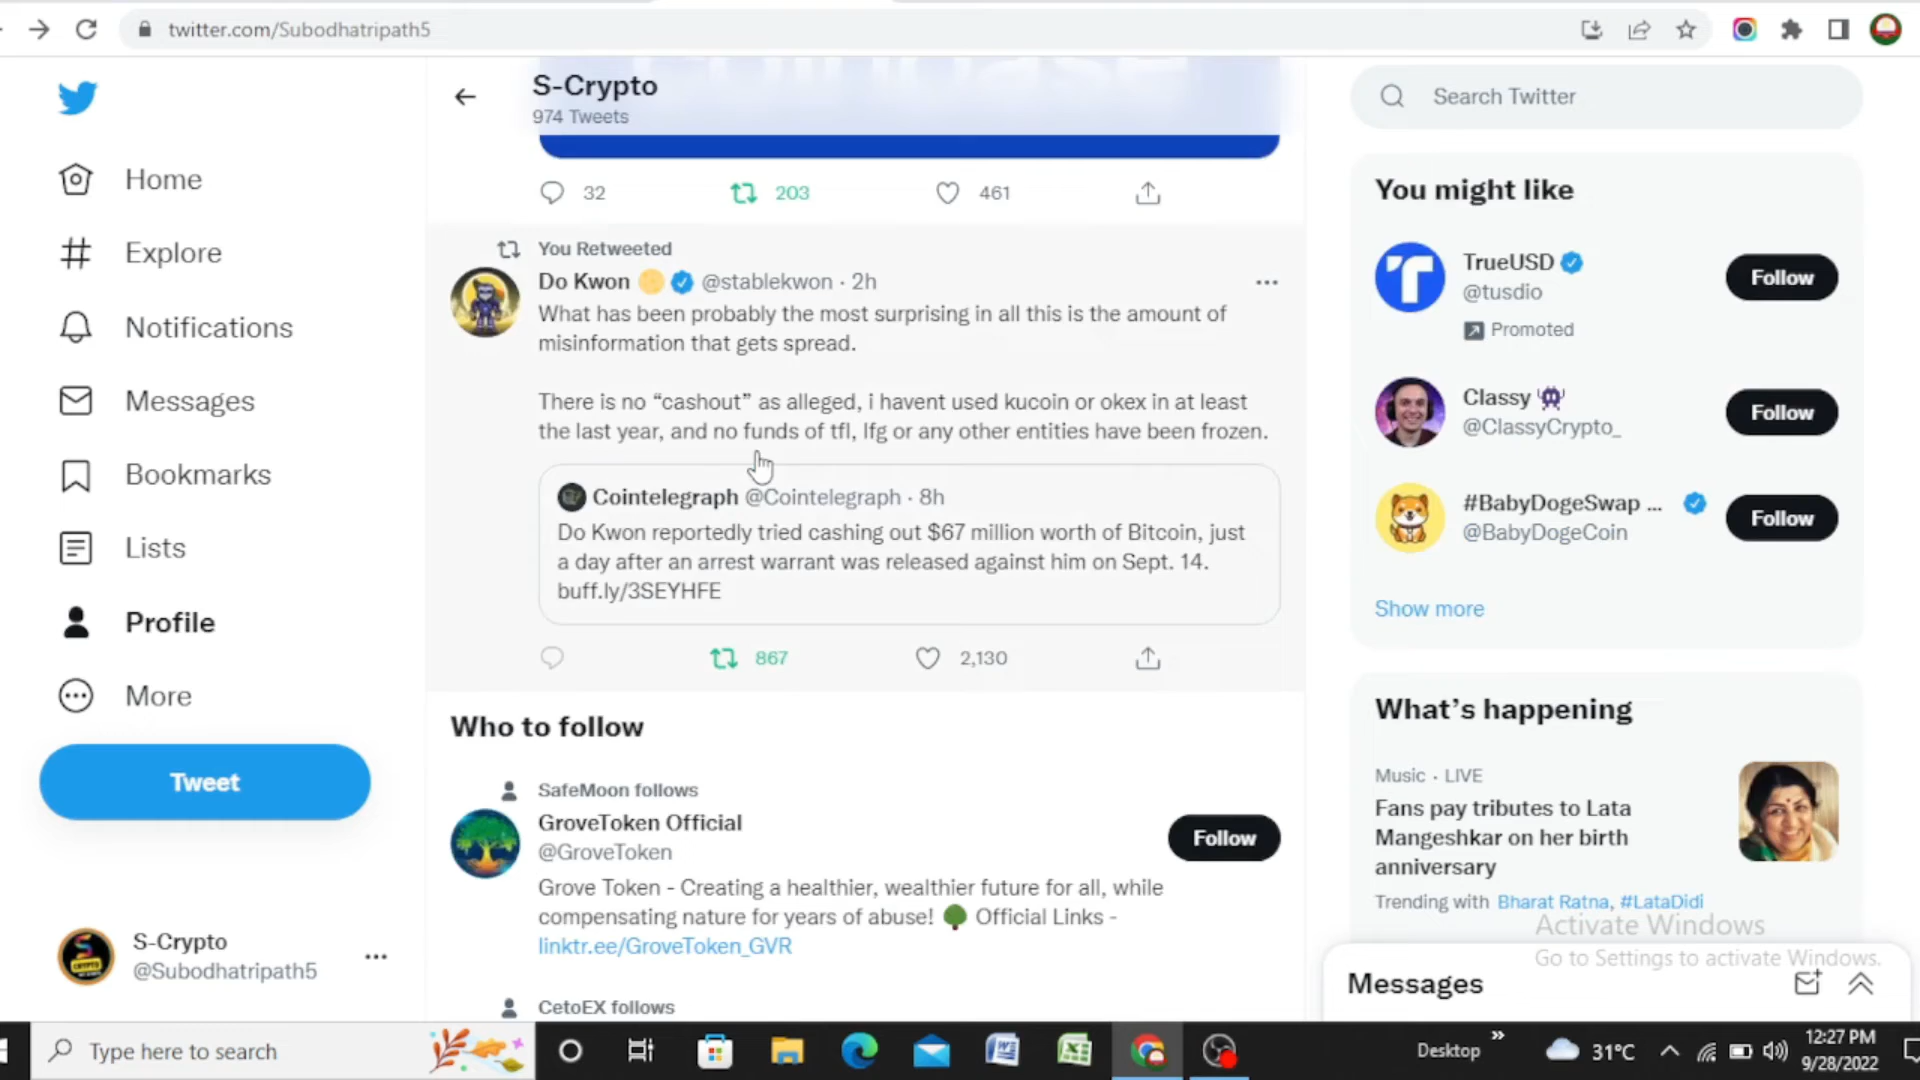 twitter.com/Subodhatripath5
Home
Explore
Notifications
Messages
Bookmarks
Lists
Profile
More
Tweet
S-Crypto
@Subodhatripath5
S-Crypto
974 Tweets
32 203 461
You Retweeted
Do Kwon @stablekwon · 2h
What has been probably the most surprising in all this is the amount of
misinformation that gets spread.
There is no “cashout” as alleged, i havent used kucoin or okex in at least
the last year, and no funds of tfl, lfg or any other entities have been frozen.
Cointelegraph @Cointelegraph · 8h
Do Kwon reportedly tried cashing out $67 million worth of Bitcoin, just
a day after an arrest warrant was released against him on Sept. 14.
buff.ly/3SEYHFE
867 2,130
Who to follow
SafeMoon follows
GroveToken Official
@GroveToken
Follow
Grove Token - Creating a healthier, wealthier future for all, while
compensating nature for years of abuse! Official Links -
linktr.ee/GroveToken_GVR
CetoEX follows
Search Twitter
You might like
TrueUSD
@tusdio
Promoted
Follow
Classy
@ClassyCrypto_
Follow
#BabyDogeSwap ...
@BabyDogeCoin
Follow
Show more
What’s happening
Music · LIVE
Fans pay tributes to Lata
Mangeshkar on her birth
anniversary
Trending with Bharat Ratna, #LataDidi
Activate Windows
Go to Settings to activate Windows.
Messages
Type here to search
Desktop
31°C
12:27 PM
9/28/2022